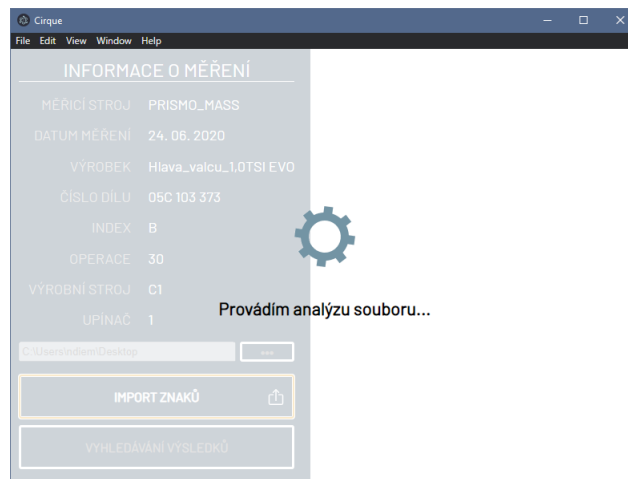 Cirque
File Edit View Window Help
INFORMACE O MĚŘENÍ
MĚŘICÍ STROJ PRISMO_MASS
DATUM MĚŘENÍ 24. 06. 2020
VÝROBEK Hlava_valcu_1,0TSI EVO
ČÍSLO DÍLU 05C 103 373
INDEX B
OPERACE 30
VÝROBNÍ STROJ C1
UPÍNAČ 1
Provádím analýzu souboru...
C:\Users\ndiem\Desktop
IMPORT ZNAKŮ
VYHLEDÁVÁNÍ VÝSLEDKŮ